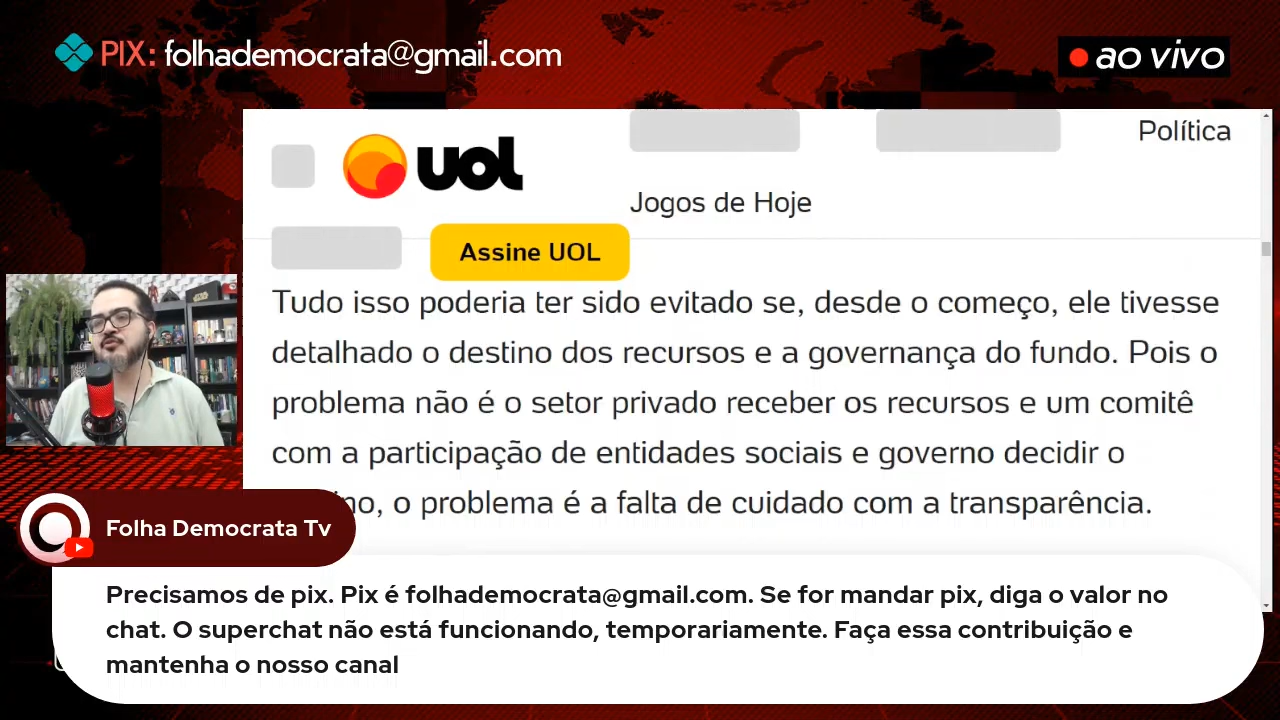 PIX: folhademocrata@gmail.com
ao vivo
uol
Política
Jogos de Hoje
Assine UOL
Tudo isso poderia ter sido evitado se, desde o começo, ele tivesse
detalhado o destino dos recursos e a governança do fundo. Pois o
problema não é o setor privado receber os recursos e um comitê
com a participação de entidades sociais e governo decidir o
o problema é a falta de cuidado com a transparência.
Folha Democrata Tv
Precisamos de pix. Pix é folhademocrata@gmail.com. Se for mandar pix, diga o valor no
chat. O superchat não está funcionando, temporariamente. Faça essa contribuição e
mantenha o nosso canal